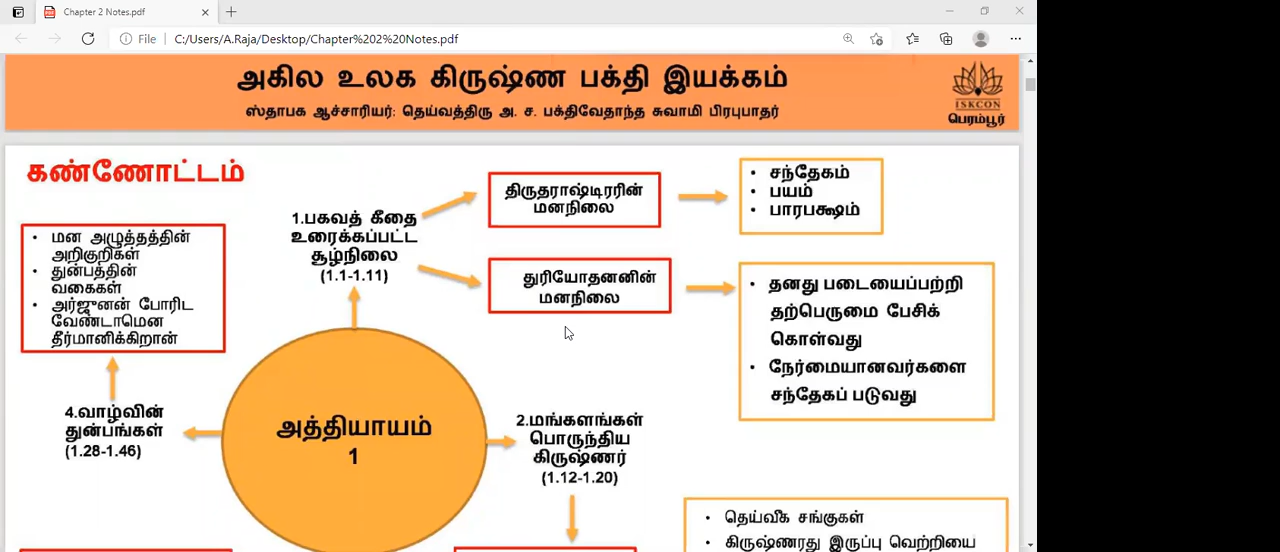 Chapter 2 Notes.pdf
File
C:/Users/A.Raja/Desktop/Chapter%202%20Notes.pdf
அகில உலக கிருஷ்ண பக்தி இயக்கம்
ஸ்தாபக ஆச்சாரியர்: தெய்வத்திரு அ. ச. பக்திவேதாந்த சுவாமி பிரபுபாதர்
ISKCON
பெரம்பூர்
கண்ணோட்டம்
1.பகவத் கீதை
உரைக்கப்பட்ட
சூழ்நிலை
(1.1-1.11)
திருதராஷ்டிரரின்
மனநிலை
• சந்தேகம்
• பயம்
• பாரபக்ஷம்
துரியோதனனின்
மனநிலை
• தனது படையைப்பற்றி
தற்பெருமை பேசிக்
கொள்வது
• நேர்மையானவர்களை
சந்தேகப் படுவது
• மன அழுத்தத்தின்
அறிகுறிகள்
• துன்பத்தின்
வகைகள்
• அர்ஜுனன் போரிட
வேண்டாமென
தீர்மானிக்கிறான்
4.வாழ்வின்
துன்பங்கள்
(1.28-1.46)
அத்தியாயம்
1
2.மங்களங்கள்
பொருந்திய
கிருஷ்ணர்
(1.12-1.20)
• தெய்வீக சங்குகள்
• கிருஷ்ணரது இருப்பு வெற்றியை